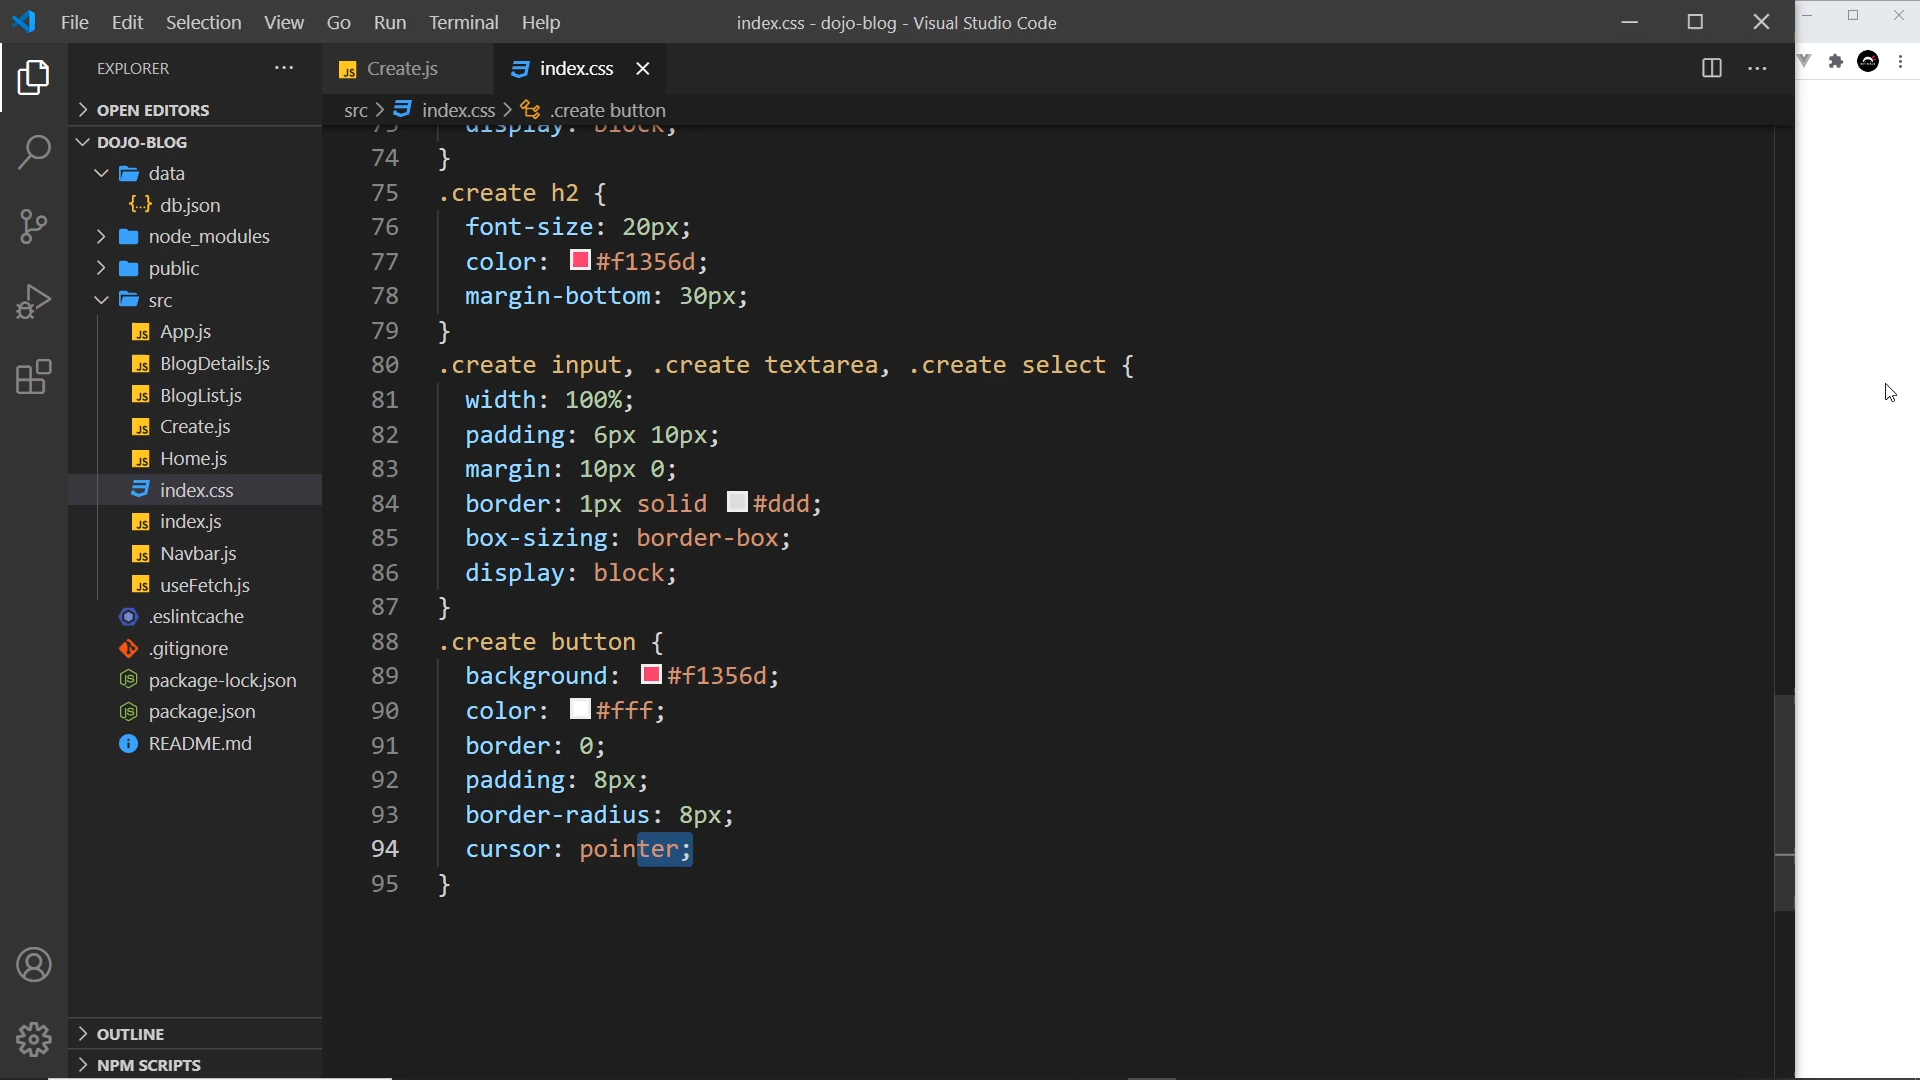 File Edit Selection View Go Run Terminal Help
index.css - dojo-blog - Visual Studio Code
EXPLORER
OPEN EDITORS
DOJO-BLOG
data
db.json
node_modules
public
src
App.js
BlogDetails.js
BlogList.js
Create.js
Home.js
index.css
index.js
Navbar.js
useFetch.js
.eslintcache
.gitignore
package-lock.json
package.json
README.md
OUTLINE
NPM SCRIPTS
Create.js index.css
src > index.css > .create button
73 display: block;
74 }
75 .create h2 {
76 font-size: 20px;
77 color: #f1356d;
78 margin-bottom: 30px;
79 }
80 .create input, .create textarea, .create select {
81 width: 100%;
82 padding: 6px 10px;
83 margin: 10px 0;
84 border: 1px solid #ddd;
85 box-sizing: border-box;
86 display: block;
87 }
88 .create button {
89 background: #f1356d;
90 color: #fff;
91 border: 0;
92 padding: 8px;
93 border-radius: 8px;
94 cursor: pointer;
95 }